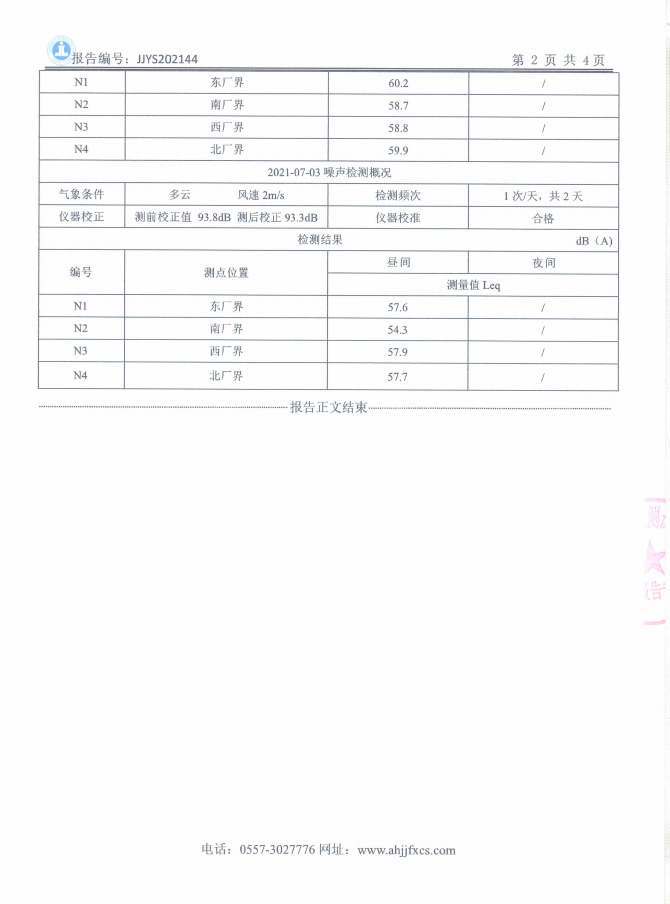 报告编号：JJYS202144 第 2 页 共 4 页
N1 东厂界 60.2 /
N2 南厂界 58.7 /
N3 西厂界 58.8 /
N4 北厂界 59.9 /
2021-07-03 噪声检测概况
气象条件 多云 风速 2m/s 检测频次 1 次/天，共 2 天
仪器校正 测前校正值 93.8dB 测后校正 93.3dB 仪器校准 合格
检测结果 dB（A)
编号 测点位置 昼间 夜间
测量值 Leq
N1 东厂界 57.6 /
N2 南厂界 54.3 /
N3 西厂界 57.9 /
N4 北厂界 57.7 /
报告正文结束
电话：0557-3027776 网址：www.ahjjfxcs.com